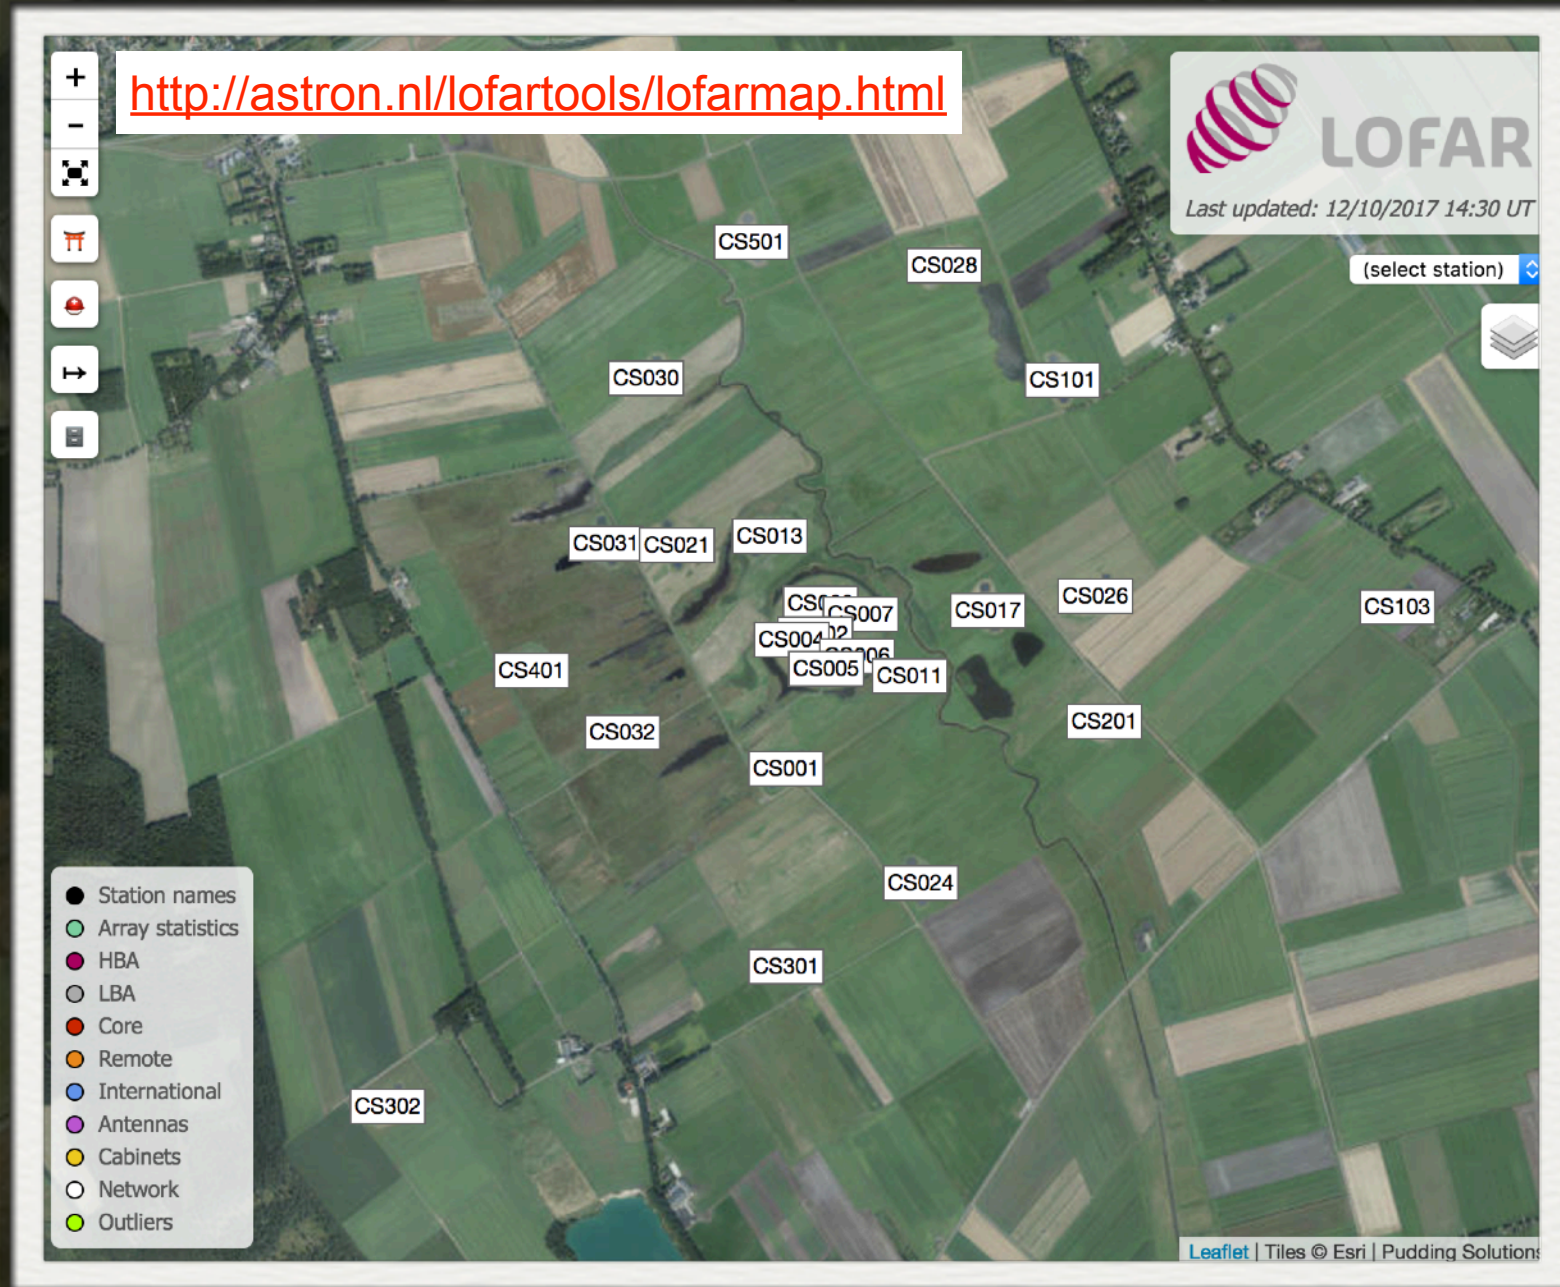 +
−
http://astron.nl/lofartools/lofarmap.html
LOFAR
Last updated: 12/10/2017 14:30 UT
(select station)
CS501
CS028
CS030
CS101
CS031
CS021
CS013
CS007
CS017
CS026
CS103
CS004
CS005
CS011
CS401
CS032
CS201
CS001
CS024
CS301
CS302
Station names
Array statistics
HBA
LBA
Core
Remote
International
Antennas
Cabinets
Network
Outliers
Leaflet | Tiles © Esri | Pudding Solutions